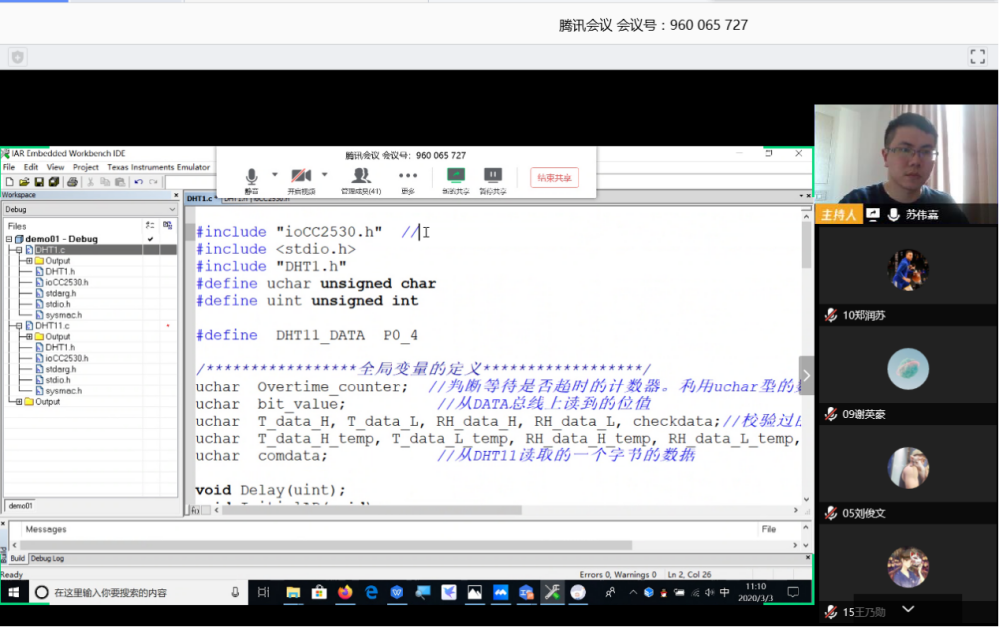 腾讯会议 会议号：960 065 727
IAR Embedded Workbench IDE
File Edit View Project Texas Instruments Emulator
腾讯会议 会议号：960 065 727
静音 开启视频 管理成员(41) 更多 新的共享 暂停共享 结束共享
Workspace
Debug
Files
demo01 - Debug
DHT1.c
Output
DHT1.h
ioCC2530.h
stdarg.h
stdio.h
sysmac.h
DHT11.c
Output
DHT1.h
ioCC2530.h
stdarg.h
stdio.h
sysmac.h
Output
demo01
DHT1.c *
#include "ioCC2530.h" //
#include <stdio.h>
#include "DHT1.h"
#define uchar unsigned char
#define uint unsigned int
#define DHT11_DATA P0_4
/*****************全局变量的定义******************/
uchar Overtime_counter; //判断等待是否超时的计数器。利用uchar型的
uchar bit_value; //从DATA总线上读到的位值
uchar T_data_H, T_data_L, RH_data_H, RH_data_L, checkdata;//校验过的
uchar T_data_H_temp, T_data_L_temp, RH_data_H_temp, RH_data_L_temp,
uchar comdata; //从DHT11读取的一个字节的数据
void Delay(uint);
Messages File
Build Debug Log
Ready Errors 0, Warnings 0 Ln 2, Col 26
在这里输入你要搜索的内容
中
11:10
2020/3/3
主持人 苏伟嘉
10郑润苏
09谢英豪
05刘俊文
15王乃勋